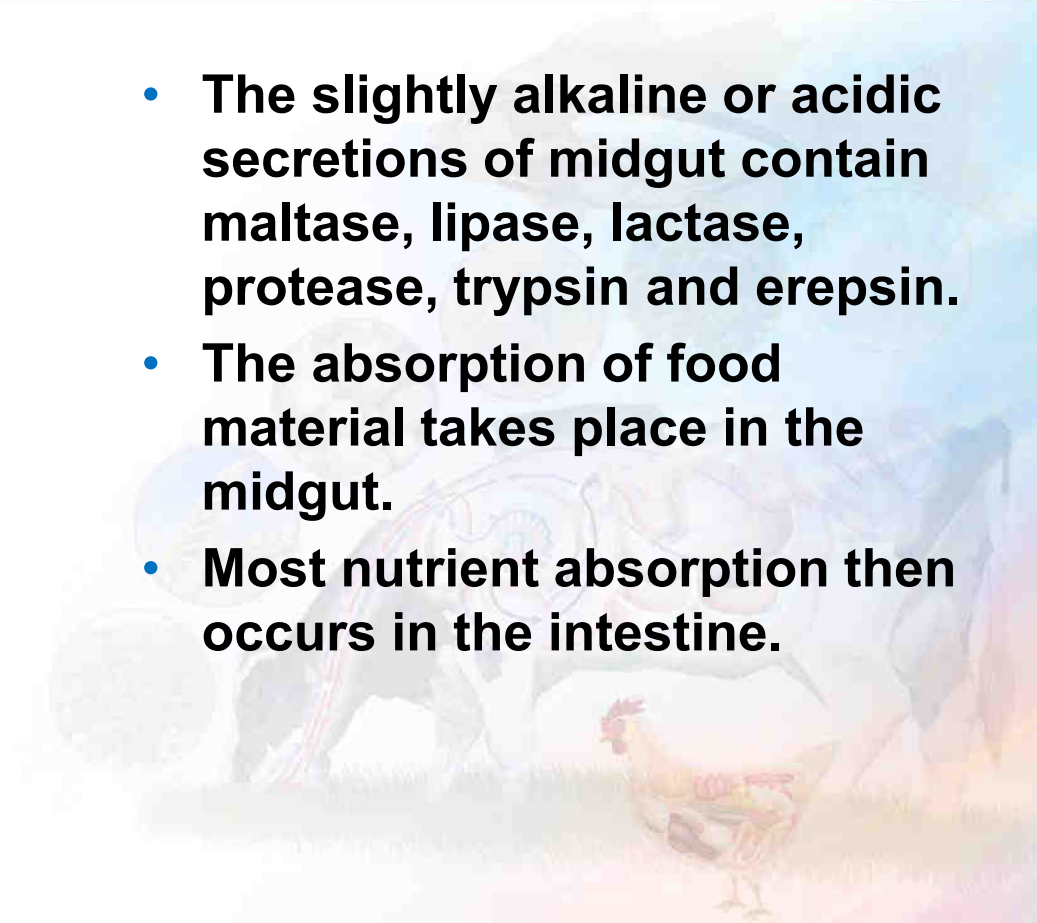 • The slightly alkaline or acidic
secretions of midgut contain
maltase, lipase, lactase,
protease, trypsin and erepsin.
• The absorption of food
material takes place in the
midgut.
• Most nutrient absorption then
occurs in the intestine.